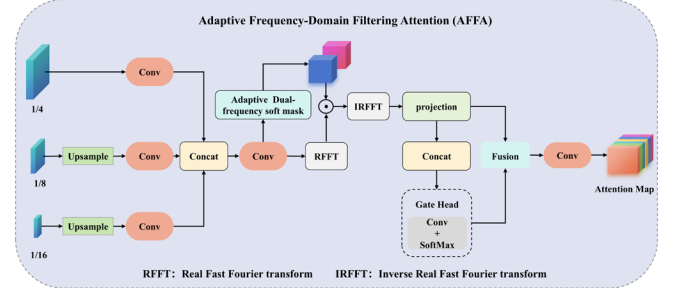 Adaptive Frequency-Domain Filtering Attention (AFFA)
1/4
Conv
Adaptive Dual-
frequency soft mask
IRFFT
projection
1/8
Upsample
Conv
Concat
Conv
RFFT
Concat
Fusion
Conv
Attention Map
Gate Head
Conv
+
SoftMax
1/16
Upsample
Conv
RFFT: Real Fast Fourier transform
IRFFT: Inverse Real Fast Fourier transform